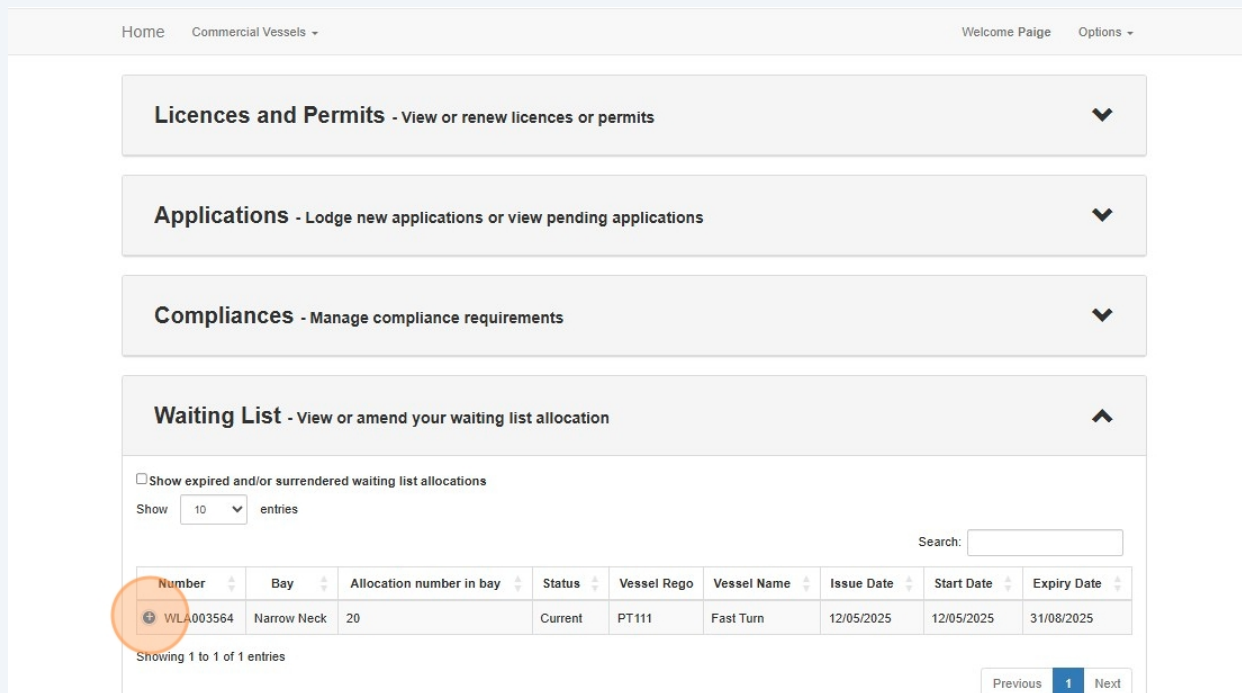 Home Commercial Vessels Welcome Paige Options
Licences and Permits - View or renew licences or permits
Applications - Lodge new applications or view pending applications
Compliances - Manage compliance requirements
Waiting List - View or amend your waiting list allocation
Show expired and/or surrendered waiting list allocations
Show 10 entries
Search:
Number Bay Allocation number in bay Status Vessel Rego Vessel Name Issue Date Start Date Expiry Date
WLA003564 Narrow Neck 20 Current PT111 Fast Turn 12/05/2025 12/05/2025 31/08/2025
Showing 1 to 1 of 1 entries
Previous 1 Next